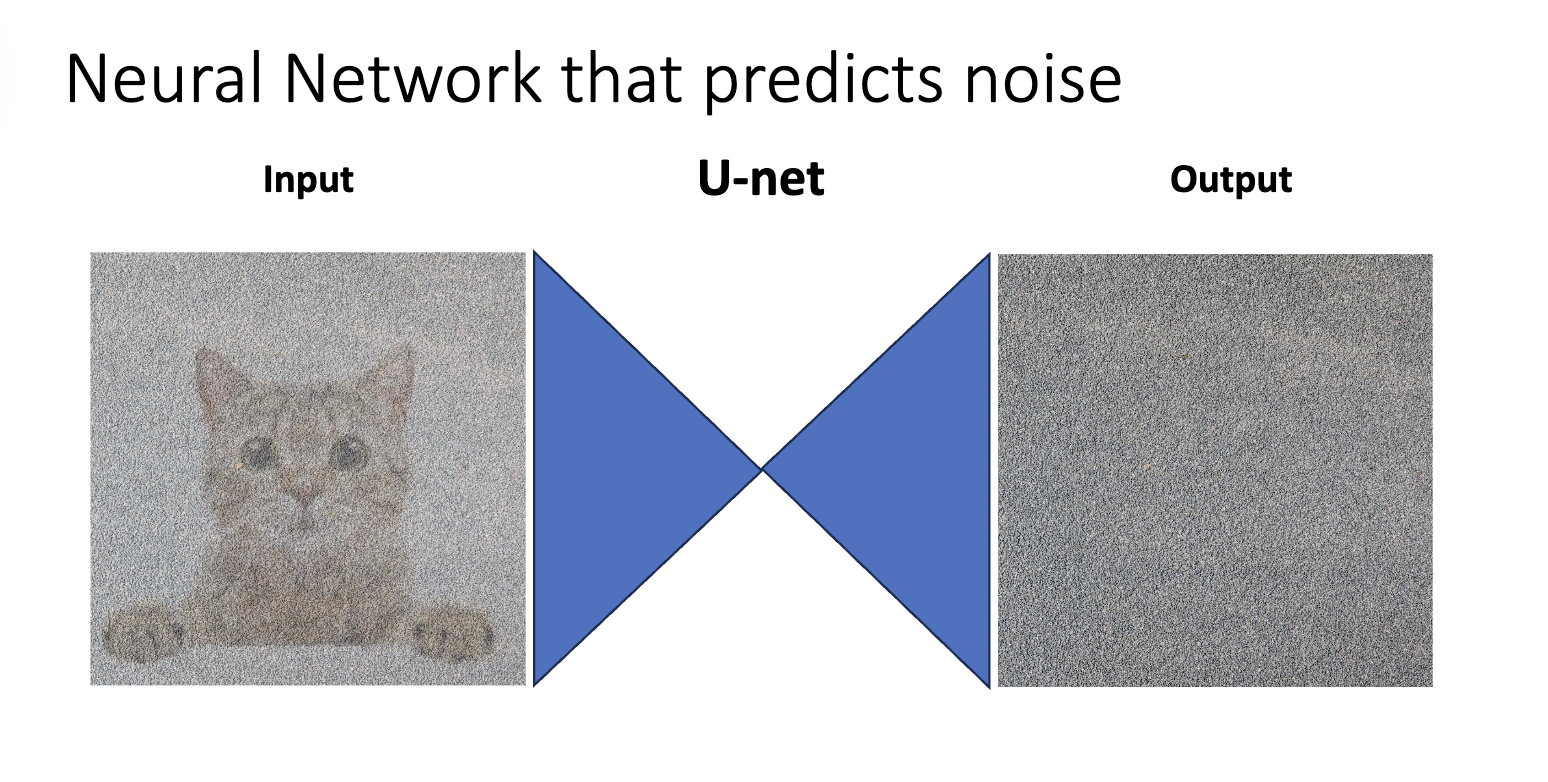 Neural Network that predicts noise
Input
U-net
Output